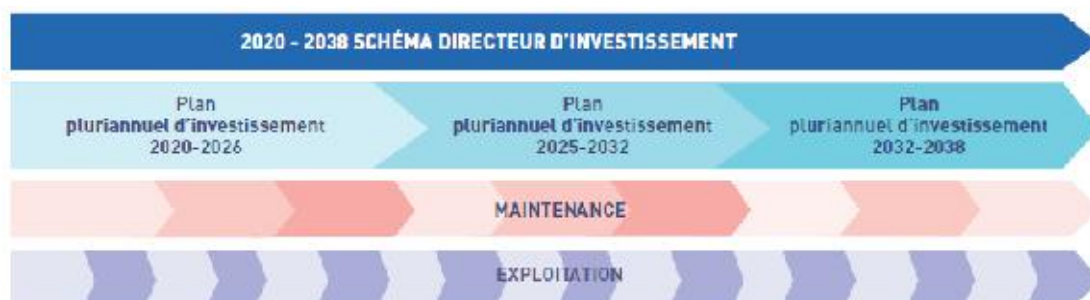 2020 - 2038 SCHÉMA DIRECTEUR D'INVESTISSEMENT
Plan
pluriannuel d'investissement
2020-2026
Plan
pluriannuel d'investissement
2025-2032
Plan
pluriannuel d'investissement
2032-2038
MAINTENANCE
EXPLOITATION